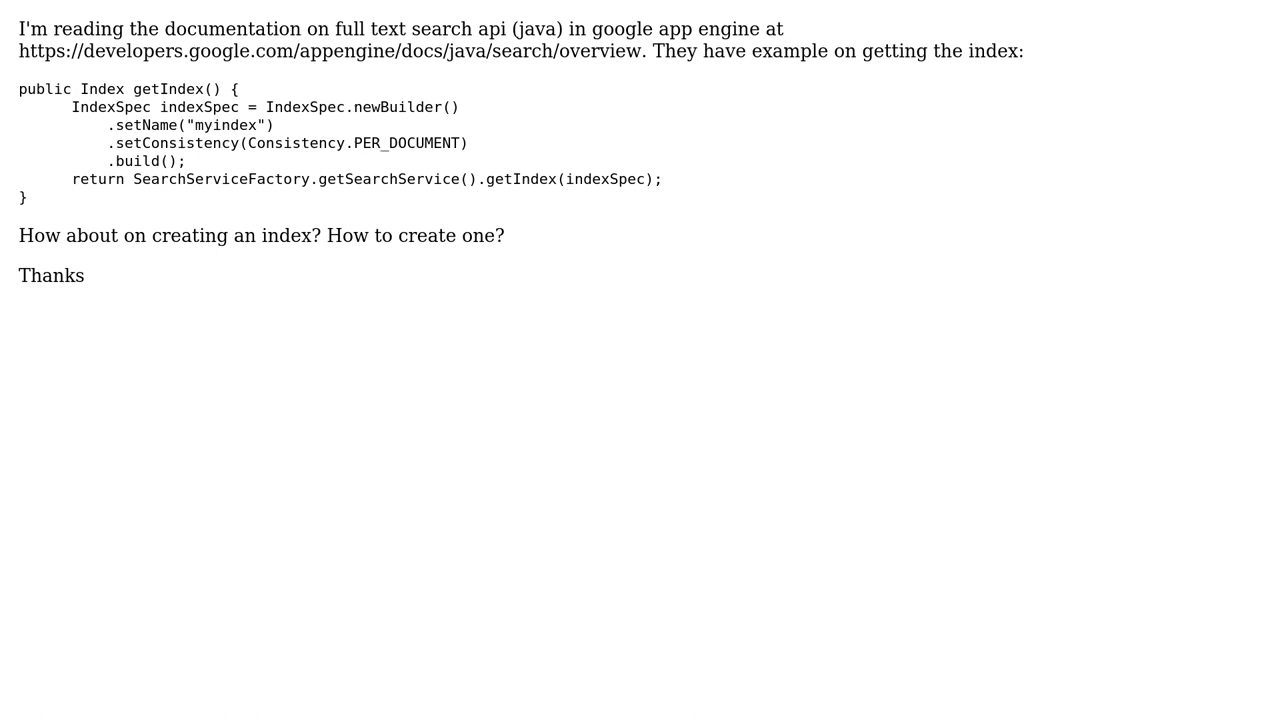 I'm reading the documentation on full text search api (java) in google app engine at
https://developers.google.com/appengine/docs/java/search/overview. They have example on getting the index:
public Index getIndex() {
      IndexSpec indexSpec = IndexSpec.newBuilder()
          .setName("myindex")
          .setConsistency(Consistency.PER_DOCUMENT)
          .build();
      return SearchServiceFactory.getSearchService().getIndex(indexSpec);
}
How about on creating an index? How to create one?
Thanks